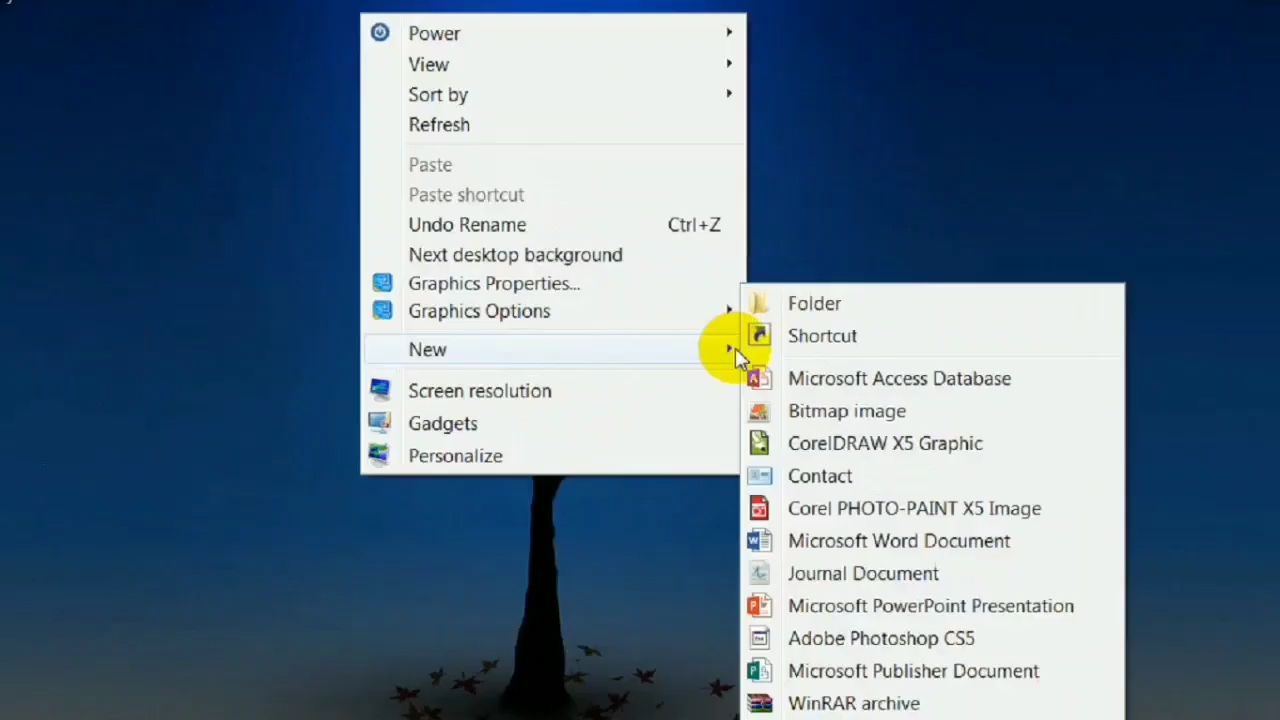 Power
View
Sort by
Refresh
Paste
Paste shortcut
Undo Rename Ctrl+Z
Next desktop background
Graphics Properties...
Graphics Options
New
Screen resolution
Gadgets
Personalize
Folder
Shortcut
Microsoft Access Database
Bitmap image
CorelDRAW X5 Graphic
Contact
Corel PHOTO-PAINT X5 Image
Microsoft Word Document
Journal Document
Microsoft PowerPoint Presentation
Adobe Photoshop CS5
Microsoft Publisher Document
WinRAR archive